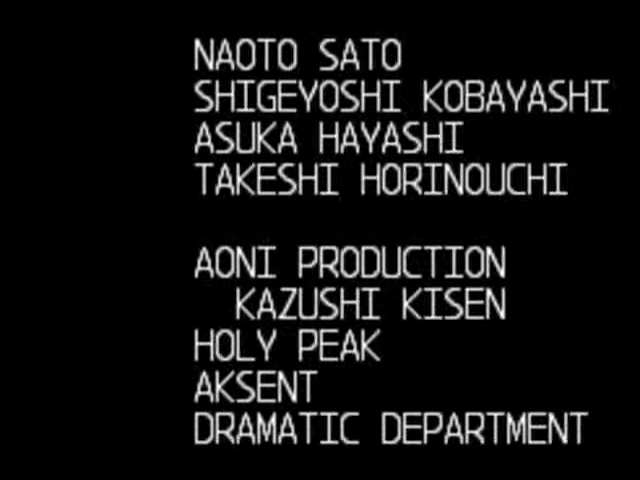 NAOTO SATO
SHIGEYOSHI KOBAYASHI
ASUKA HAYASHI
TAKESHI HORINOUCHI
AONI PRODUCTION
KAZUSHI KISEN
HOLY PEAK
AKSENT
DRAMATIC DEPARTMENT